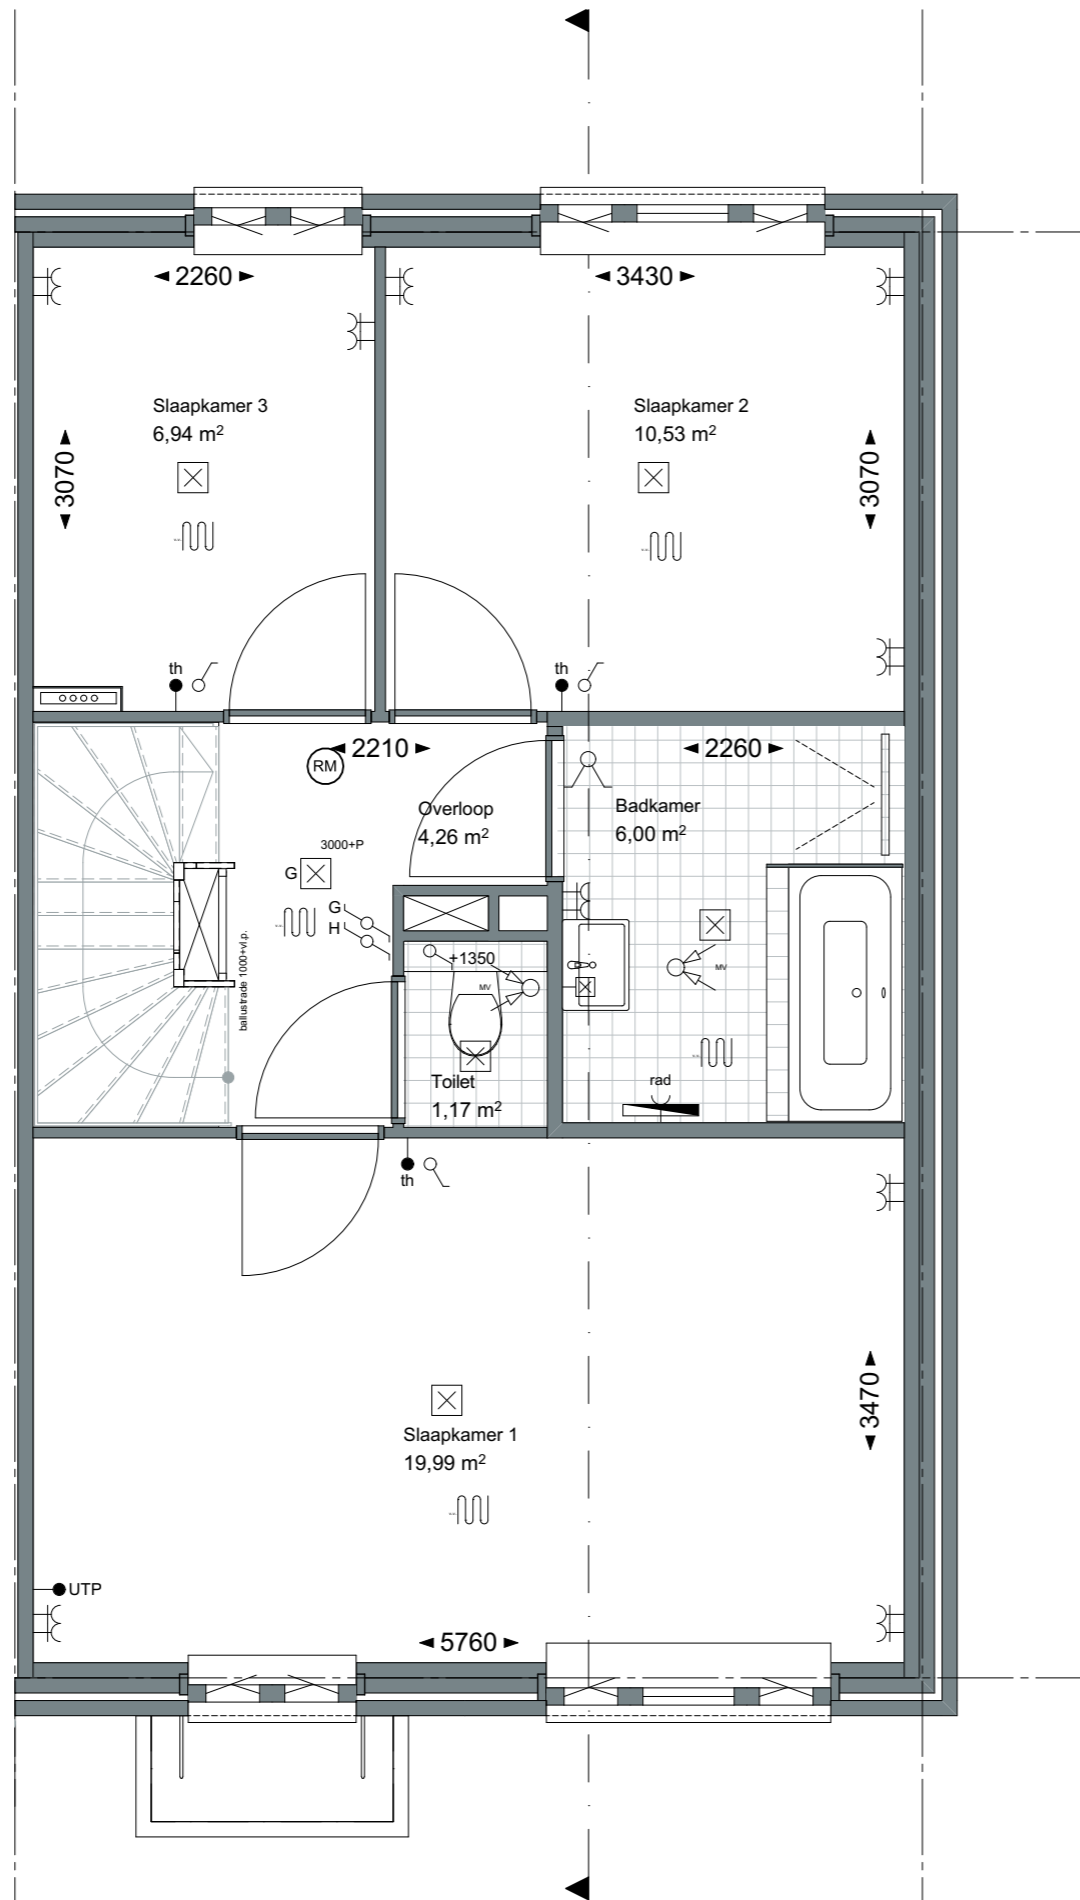 2260
3430
Slaapkamer 3
6,94 m²
Slaapkamer 2
10,53 m²
3070
3070
th
th
RM
2210
2260
Overloop
4,26 m²
Badkamer
6,00 m²
3000+P
G
G
H
ballustrade 1000+vl.p.
+1350
MV
MV
Toilet
1,17 m²
rad
th
3470
Slaapkamer 1
19,99 m²
UTP
5760